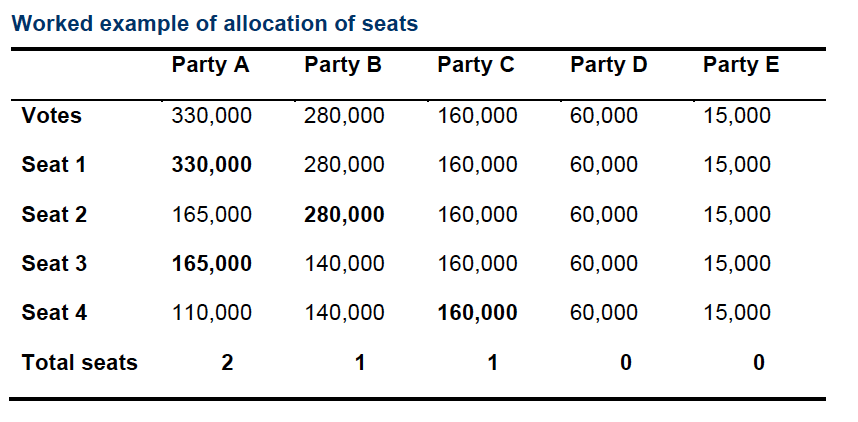 Worked example of allocation of seats
Party A Party B Party C Party D Party E
Votes 330,000 280,000 160,000 60,000 15,000
Seat 1 330,000 280,000 160,000 60,000 15,000
Seat 2 165,000 280,000 160,000 60,000 15,000
Seat 3 165,000 140,000 160,000 60,000 15,000
Seat 4 110,000 140,000 160,000 60,000 15,000
Total seats 2 1 1 0 0